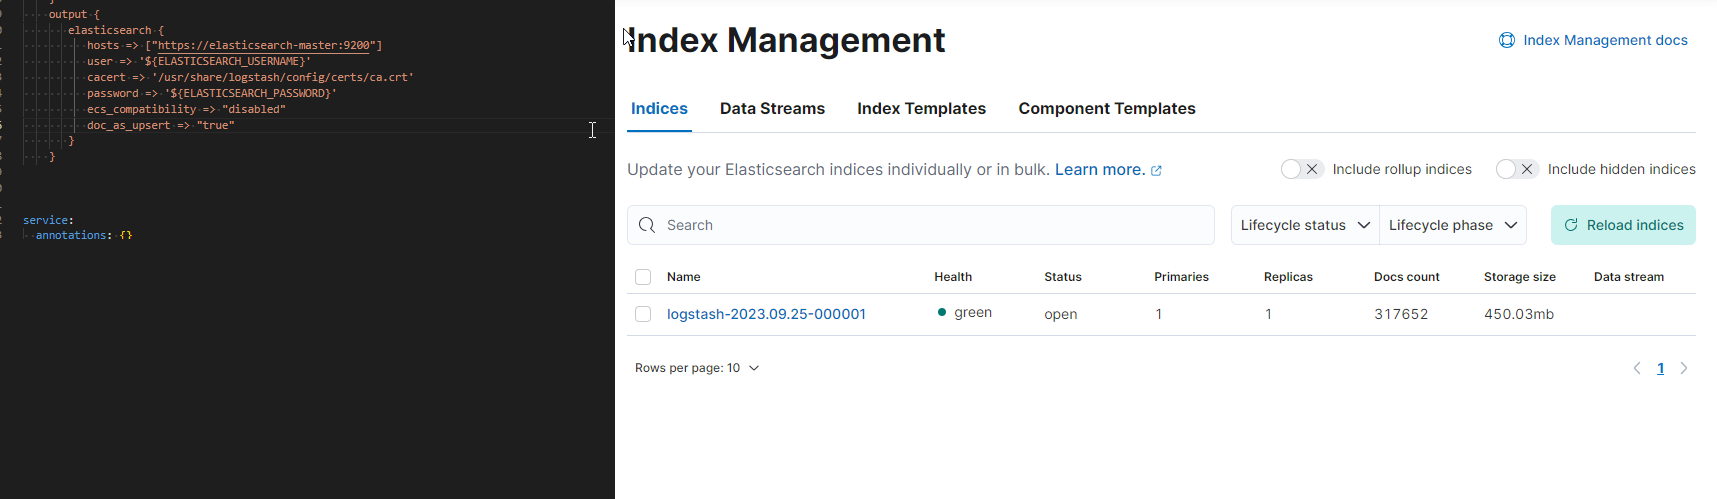 output {
elasticsearch {
hosts => ["https://elasticsearch-master:9200"]
user => '${ELASTICSEARCH_USERNAME}'
cacert => '/usr/share/logstash/config/certs/ca.crt'
password => '${ELASTICSEARCH_PASSWORD}'
ecs_compatibility => "disabled"
doc_as_upsert => "true"
}
}
service:
annotations: {}
Index Management
Index Management docs
Indices Data Streams Index Templates Component Templates
Update your Elasticsearch indices individually or in bulk. Learn more.
Include rollup indices Include hidden indices
Search Lifecycle status Lifecycle phase Reload indices
Name Health Status Primaries Replicas Docs count Storage size Data stream
logstash-2023.09.25-000001 green open 1 1 317652 450.03mb
Rows per page: 10 1